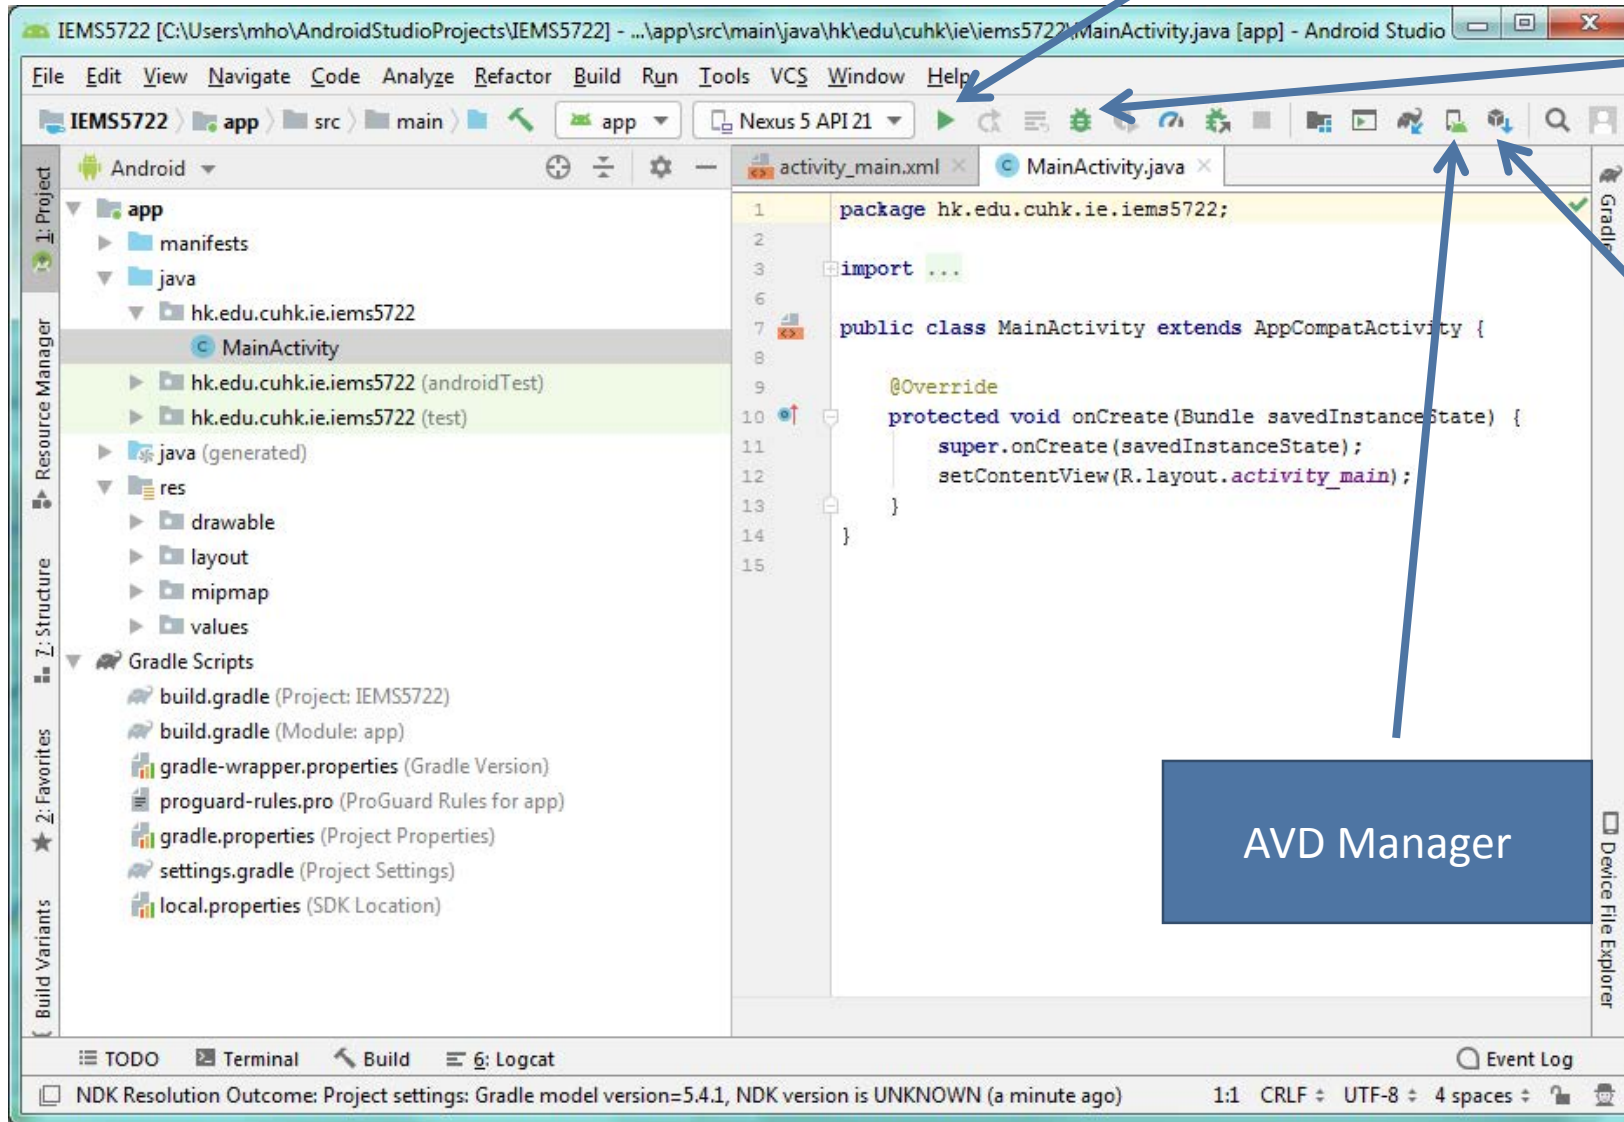 IEMS5722 [C:\Users\mho\AndroidStudioProjects\IEMS5722] - ...\app\src\main\java\hk\edu\cuhk\ie\iems5722\MainActivity.java [app] - Android Studio
File Edit View Navigate Code Analyze Refactor Build Run Tools VCS Window Help
IEMS5722 app src main app Nexus 5 API 21
1: Project
Resource Manager
7: Structure
2: Favorites
Build Variants
Android
app
manifests
java
hk.edu.cuhk.ie.iems5722
MainActivity
hk.edu.cuhk.ie.iems5722 (androidTest)
hk.edu.cuhk.ie.iems5722 (test)
java (generated)
res
drawable
layout
mipmap
values
Gradle Scripts
build.gradle (Project: IEMS5722)
build.gradle (Module: app)
gradle-wrapper.properties (Gradle Version)
proguard-rules.pro (ProGuard Rules for app)
gradle.properties (Project Properties)
settings.gradle (Project Settings)
local.properties (SDK Location)
activity_main.xml MainActivity.java
1 package hk.edu.cuhk.ie.iems5722;
2
3 import ...
6
7 public class MainActivity extends AppCompatActivity {
8
9 @Override
10 protected void onCreate(Bundle savedInstanceState) {
11 super.onCreate(savedInstanceState);
12 setContentView(R.layout.activity_main);
13 }
14 }
15
AVD Manager
Gradle
Device File Explorer
TODO Terminal Build 6: Logcat Event Log
NDK Resolution Outcome: Project settings: Gradle model version=5.4.1, NDK version is UNKNOWN (a minute ago) 1:1 CRLF UTF-8 4 spaces